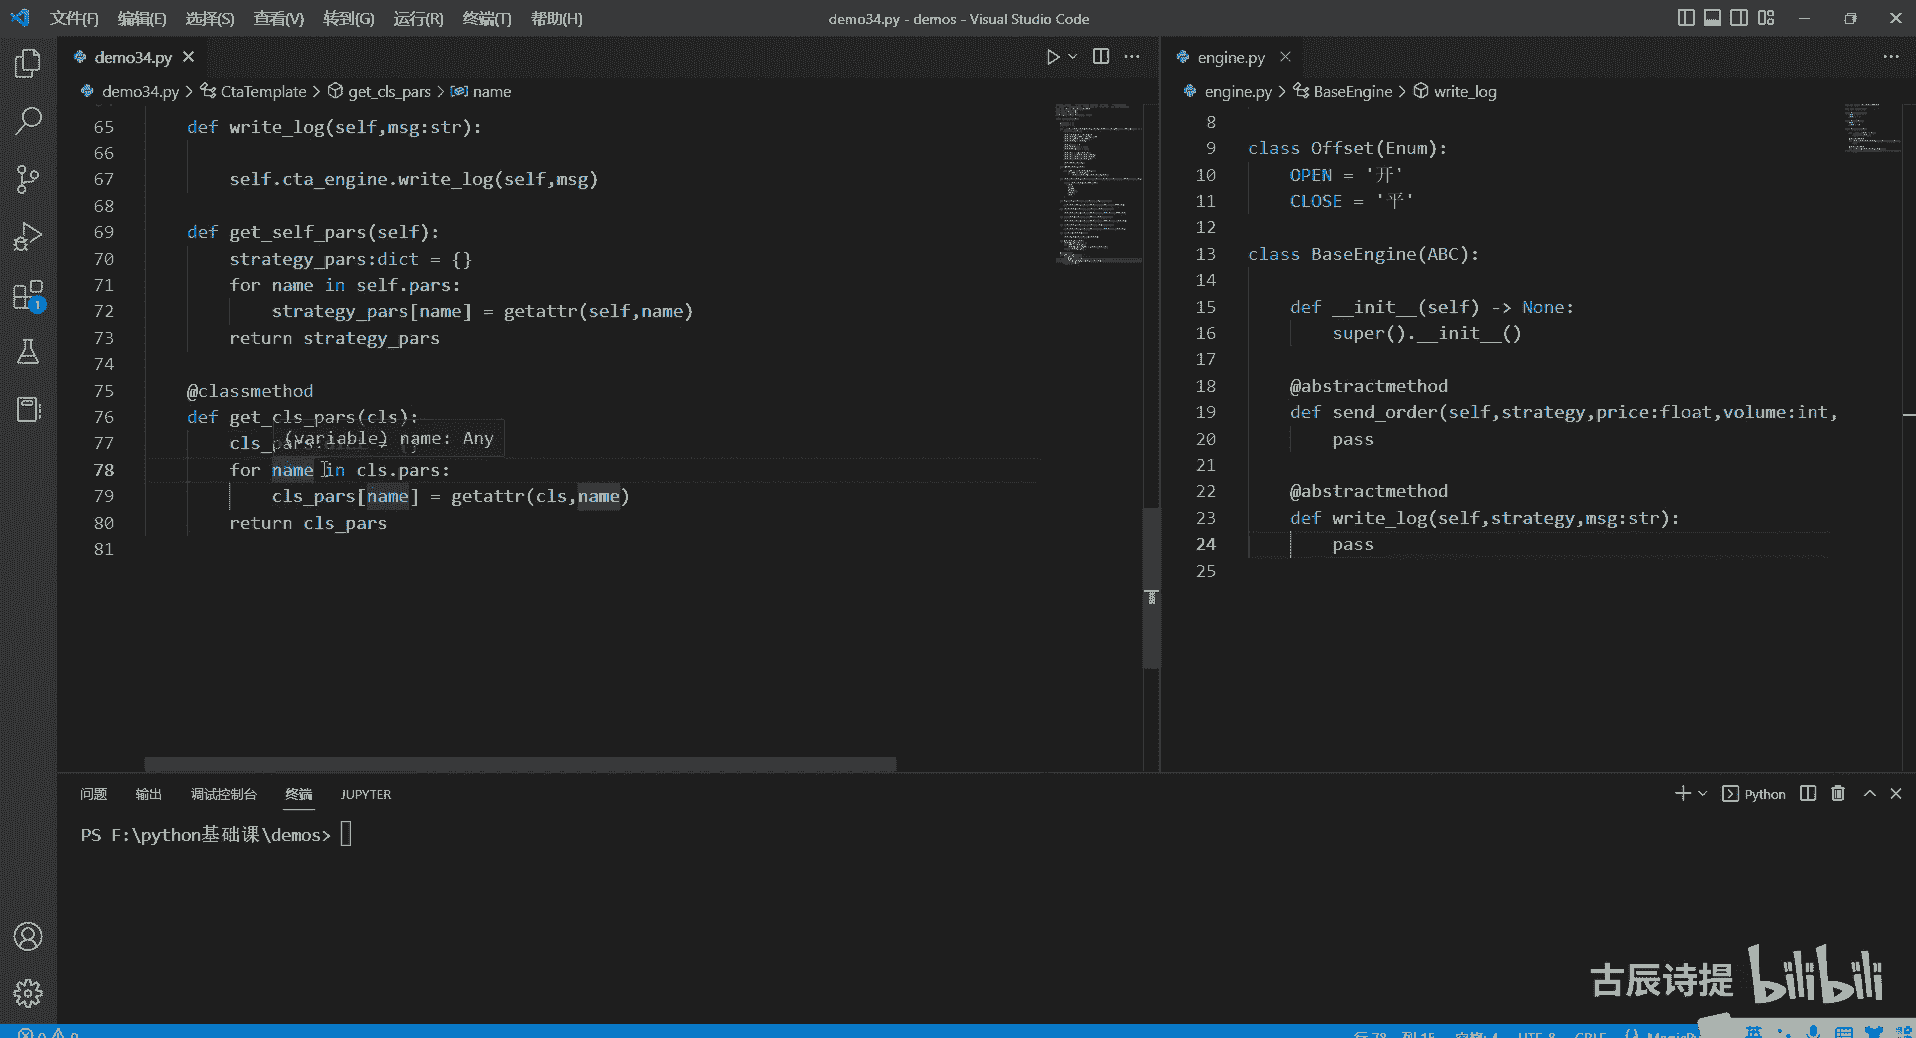 文件(F) 编辑(E) 选择(S) 查看(V) 转到(G) 运行(R) 终端(T) 帮助(H)
demo34.py - demos - Visual Studio Code
demo34.py
demo34.py > CtaTemplate > get_cls_pars > name
65 def write_log(self,msg:str):
66
67 self.cta_engine.write_log(self,msg)
68
69 def get_self_pars(self):
70 strategy_pars:dict = {}
71 for name in self.pars:
72 strategy_pars[name] = getattr(self,name)
73 return strategy_pars
74
75 @classmethod
76 def get_cls_pars(cls):
77 cls_
(variable) name: Any
78 for name in cls.pars:
79 cls_pars[name] = getattr(cls,name)
80 return cls_pars
81
engine.py
engine.py > BaseEngine > write_log
8
9 class Offset(Enum):
10 OPEN = '开'
11 CLOSE = '平'
12
13 class BaseEngine(ABC):
14
15 def __init__(self) -> None:
16 super().__init__()
17
18 @abstractmethod
19 def send_order(self,strategy,price:float,volume:int,
20 pass
21
22 @abstractmethod
23 def write_log(self,strategy,msg:str):
24 pass
25
1
问题 输出 调试控制台 终端 JUPYTER
Python
PS F:\python基础课\demos>
古辰诗提 bilibili
英